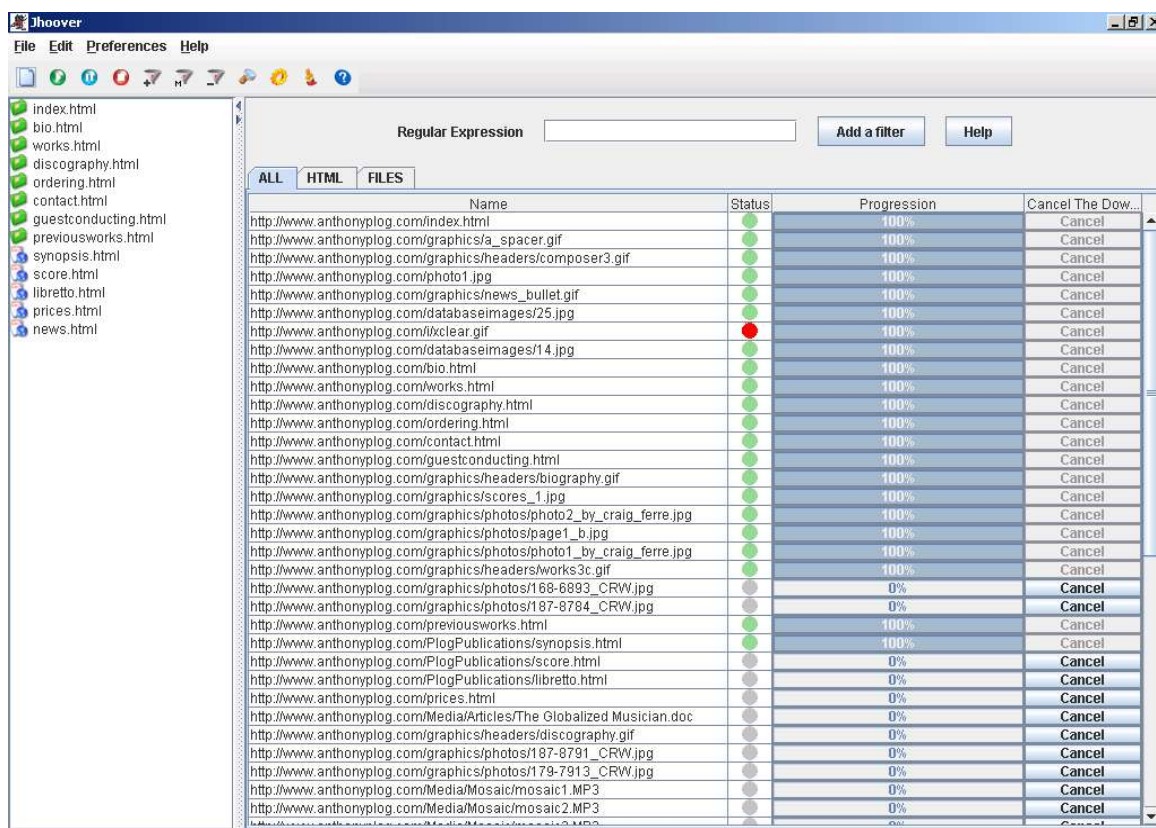 Jhoover
File Edit Preferences Help
index.html
bio.html
works.html
discography.html
ordering.html
contact.html
guestconducting.html
previousworks.html
synopsis.html
score.html
libretto.html
prices.html
news.html
Regular Expression Add a filter Help
ALL HTML FILES
Name Status Progression Cancel The Dow...
http://www.anthonyplog.com/index.html 100% Cancel
http://www.anthonyplog.com/graphics/a_spacer.gif 100% Cancel
http://www.anthonyplog.com/graphics/headers/composer3.gif 100% Cancel
http://www.anthonyplog.com/photo1.jpg 100% Cancel
http://www.anthonyplog.com/graphics/news_bullet.gif 100% Cancel
http://www.anthonyplog.com/databaseimages/25.jpg 100% Cancel
http://www.anthonyplog.com/i/xclear.gif 100% Cancel
http://www.anthonyplog.com/databaseimages/14.jpg 100% Cancel
http://www.anthonyplog.com/bio.html 100% Cancel
http://www.anthonyplog.com/works.html 100% Cancel
http://www.anthonyplog.com/discography.html 100% Cancel
http://www.anthonyplog.com/ordering.html 100% Cancel
http://www.anthonyplog.com/contact.html 100% Cancel
http://www.anthonyplog.com/guestconducting.html 100% Cancel
http://www.anthonyplog.com/graphics/headers/biography.gif 100% Cancel
http://www.anthonyplog.com/graphics/scores_1.jpg 100% Cancel
http://www.anthonyplog.com/graphics/photos/photo2_by_craig_ferre.jpg 100% Cancel
http://www.anthonyplog.com/graphics/photos/page1_b.jpg 100% Cancel
http://www.anthonyplog.com/graphics/photos/photo1_by_craig_ferre.jpg 100% Cancel
http://www.anthonyplog.com/graphics/headers/works3c.gif 100% Cancel
http://www.anthonyplog.com/graphics/photos/168-6893_CRW.jpg 0% Cancel
http://www.anthonyplog.com/graphics/photos/187-8784_CRW.jpg 0% Cancel
http://www.anthonyplog.com/previousworks.html 100% Cancel
http://www.anthonyplog.com/PlogPublications/synopsis.html 100% Cancel
http://www.anthonyplog.com/PlogPublications/score.html 0% Cancel
http://www.anthonyplog.com/PlogPublications/libretto.html 0% Cancel
http://www.anthonyplog.com/prices.html 0% Cancel
http://www.anthonyplog.com/Media/Articles/The Globalized Musician.doc 0% Cancel
http://www.anthonyplog.com/graphics/headers/discography.gif 0% Cancel
http://www.anthonyplog.com/graphics/photos/187-8791_CRW.jpg 0% Cancel
http://www.anthonyplog.com/graphics/photos/179-7913_CRW.jpg 0% Cancel
http://www.anthonyplog.com/Media/Mosaic/mosaic1.MP3 0% Cancel
http://www.anthonyplog.com/Media/Mosaic/mosaic2.MP3 0% Cancel